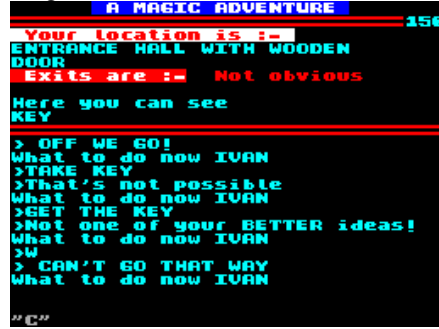 A MAGIC ADVENTURE
150
Your location is :-
ENTRANCE HALL WITH WOODEN
DOOR
Exits are :- Not obvious
Here you can see
KEY
> OFF WE GO!
What to do now IVAN
>TAKE KEY
>That's not possible
What to do now IVAN
>GET THE KEY
>Not one of your BETTER ideas!
What to do now IVAN
>W
> CAN'T GO THAT WAY
What to do now IVAN
"C"